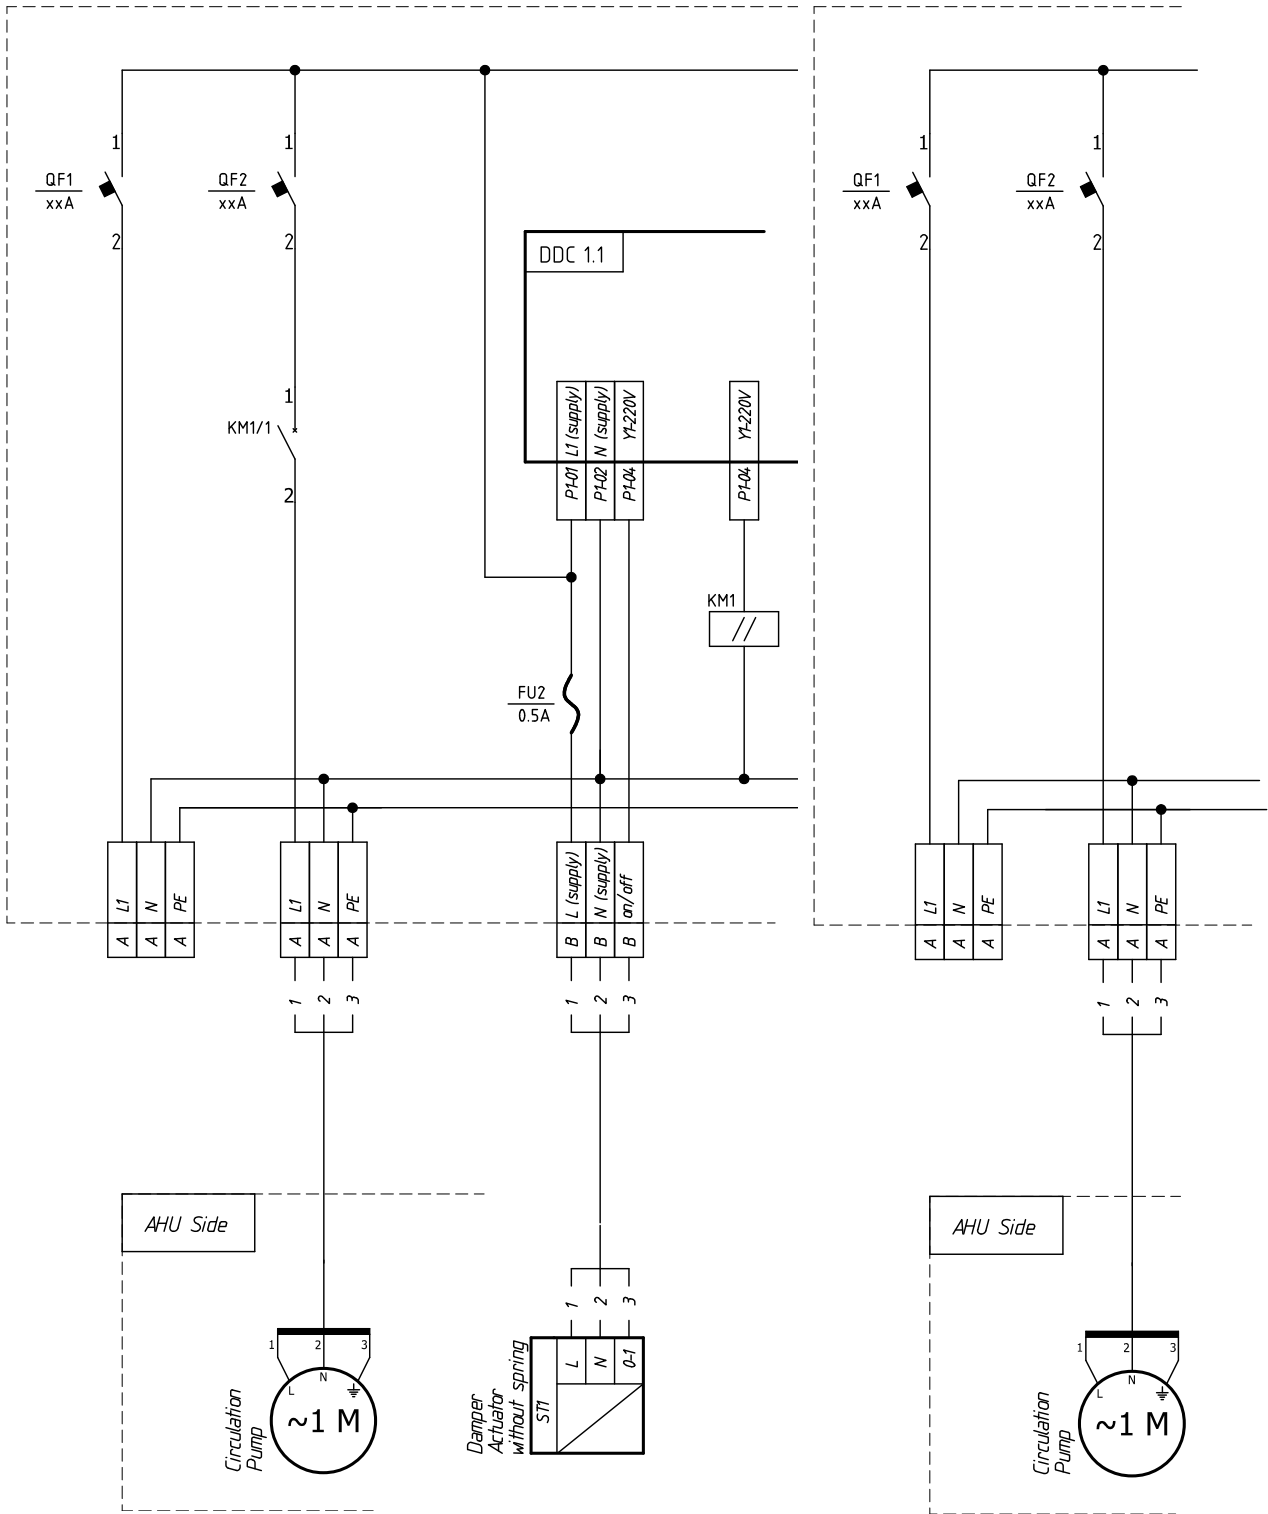 1
1
1
1
QF1
xxA
QF2
xxA
QF1
xxA
QF2
xxA
2
2
2
2
DDC 1.1
1
KM1/1
2
L1 (supply)
N (supply)
Y1-220V
Y1-220V
P1-01
P1-02
P1-04
P1-04
KM1
FU2
0.5A
L1
N
PE
L1
N
PE
L (supply)
N (supply)
on/off
L1
N
PE
L1
N
PE
A
A
A
A
A
A
B
B
B
A
A
A
A
A
A
1
2
3
1
2
3
1
2
3
AHU Side
AHU Side
1
2
3
1
2
3
L
N
~1 M
Circulation
Pump
L
N
0-1
ST1
Damper
Actuator
without spring
1
2
3
L
N
~1 M
Circulation
Pump